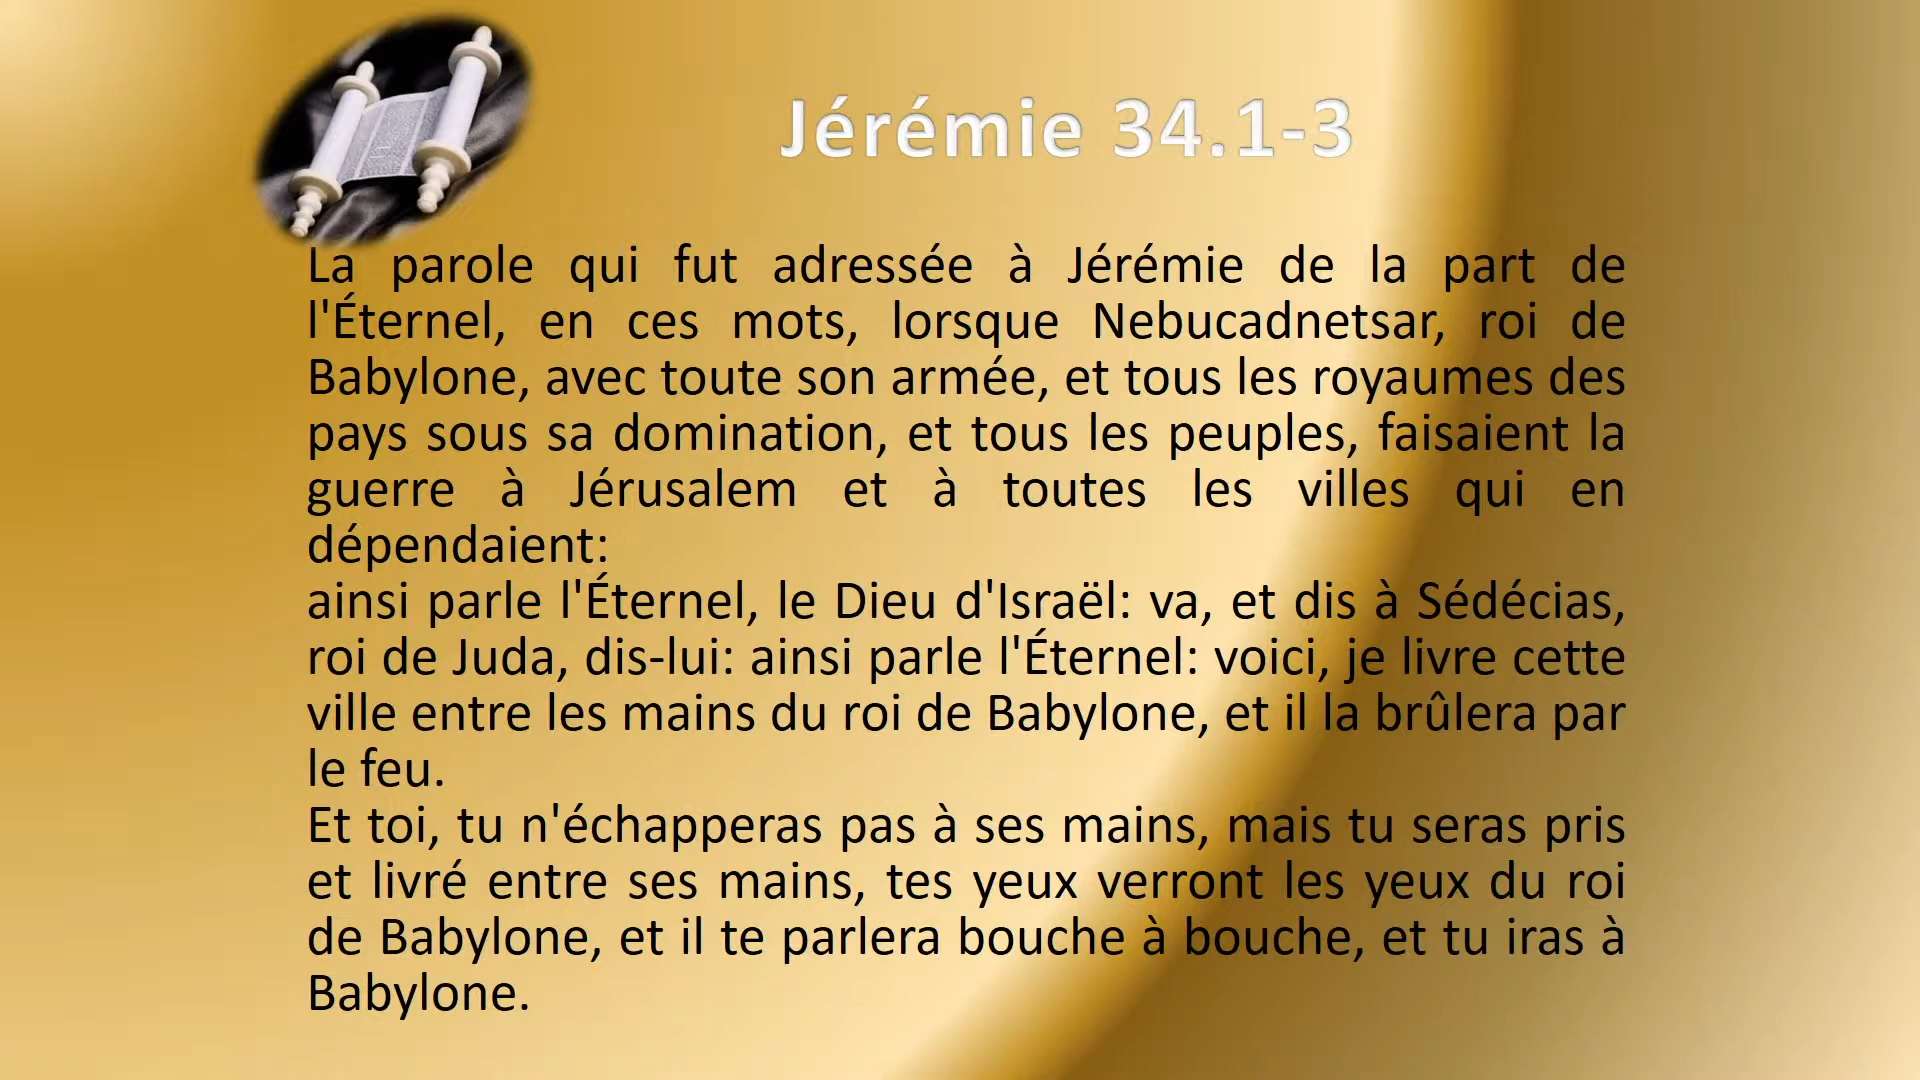 Jérémie 34.1-3
La parole qui fut adressée à Jérémie de la part de
l'Éternel, en ces mots, lorsque Nebucadnetsar, roi de
Babylone, avec toute son armée, et tous les royaumes des
pays sous sa domination, et tous les peuples, faisaient la
guerre à Jérusalem et à toutes les villes qui en
dépendaient:
ainsi parle l'Éternel, le Dieu d'Israël: va, et dis à Sédécias,
roi de Juda, dis-lui: ainsi parle l'Éternel: voici, je livre cette
ville entre les mains du roi de Babylone, et il la brûlera par
le feu.
Et toi, tu n'échapperas pas à ses mains, mais tu seras pris
et livré entre ses mains, tes yeux verront les yeux du roi
de Babylone, et il te parlera bouche à bouche, et tu iras à
Babylone.